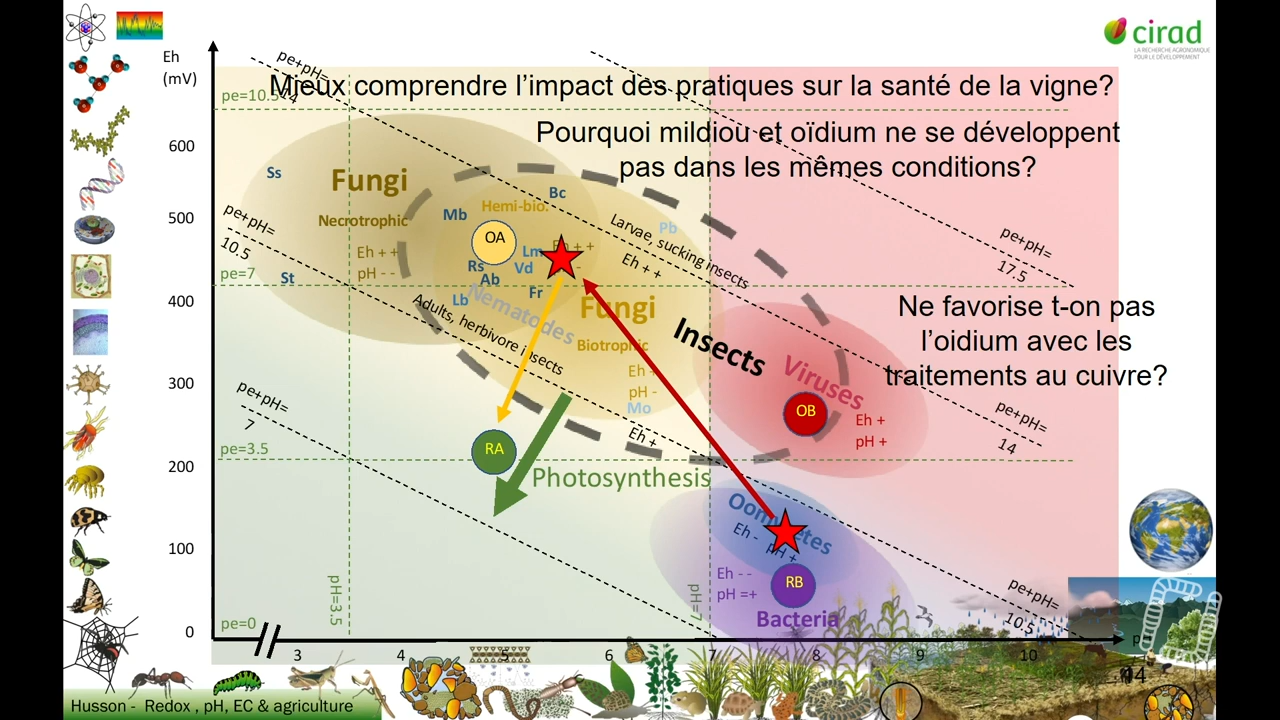 cirad
LA RECHERCHE AGRONOMIQUE
POUR LE DÉVELOPPEMENT
Eh
(mV)
pe+pH=
14
pe=10.5
Mieux comprendre l’impact des pratiques sur la santé de la vigne?
Pourquoi mildiou et oïdium ne se développent
pas dans les mêmes conditions?
600
Ss
Fungi
Necrotrophic
Eh + +
pH - -
Mb
Hemi-bio.
Bc
OA
Eh + +
Larvae, sucking insects
Eh + +
Pb
500
pe+pH=
10.5
pe+pH=
17.5
pe=7
St
Rs
Ab
Lm
Vd
Fr
Lb
Nematodes
Adults, herbivore insects
Fungi
Biotrophic
Eh +
pH -
Mo
Eh +
400
Insects
Ne favorise t-on pas
l’oidium avec les
traitements au cuivre?
Viruses
OB
Eh +
pH +
300
pe+pH=
7
pe+pH=
14
pe=3.5
RA
Photosynthesis
200
Oomycetes
Eh - pH +
100
Eh - -
pH =+
RB
Bacteria
pH=3.5
pH=7
pe+pH=
10.5
pe=0
0
3
4
5
6
7
8
9
10
14
Husson - Redox , pH, EC & agriculture